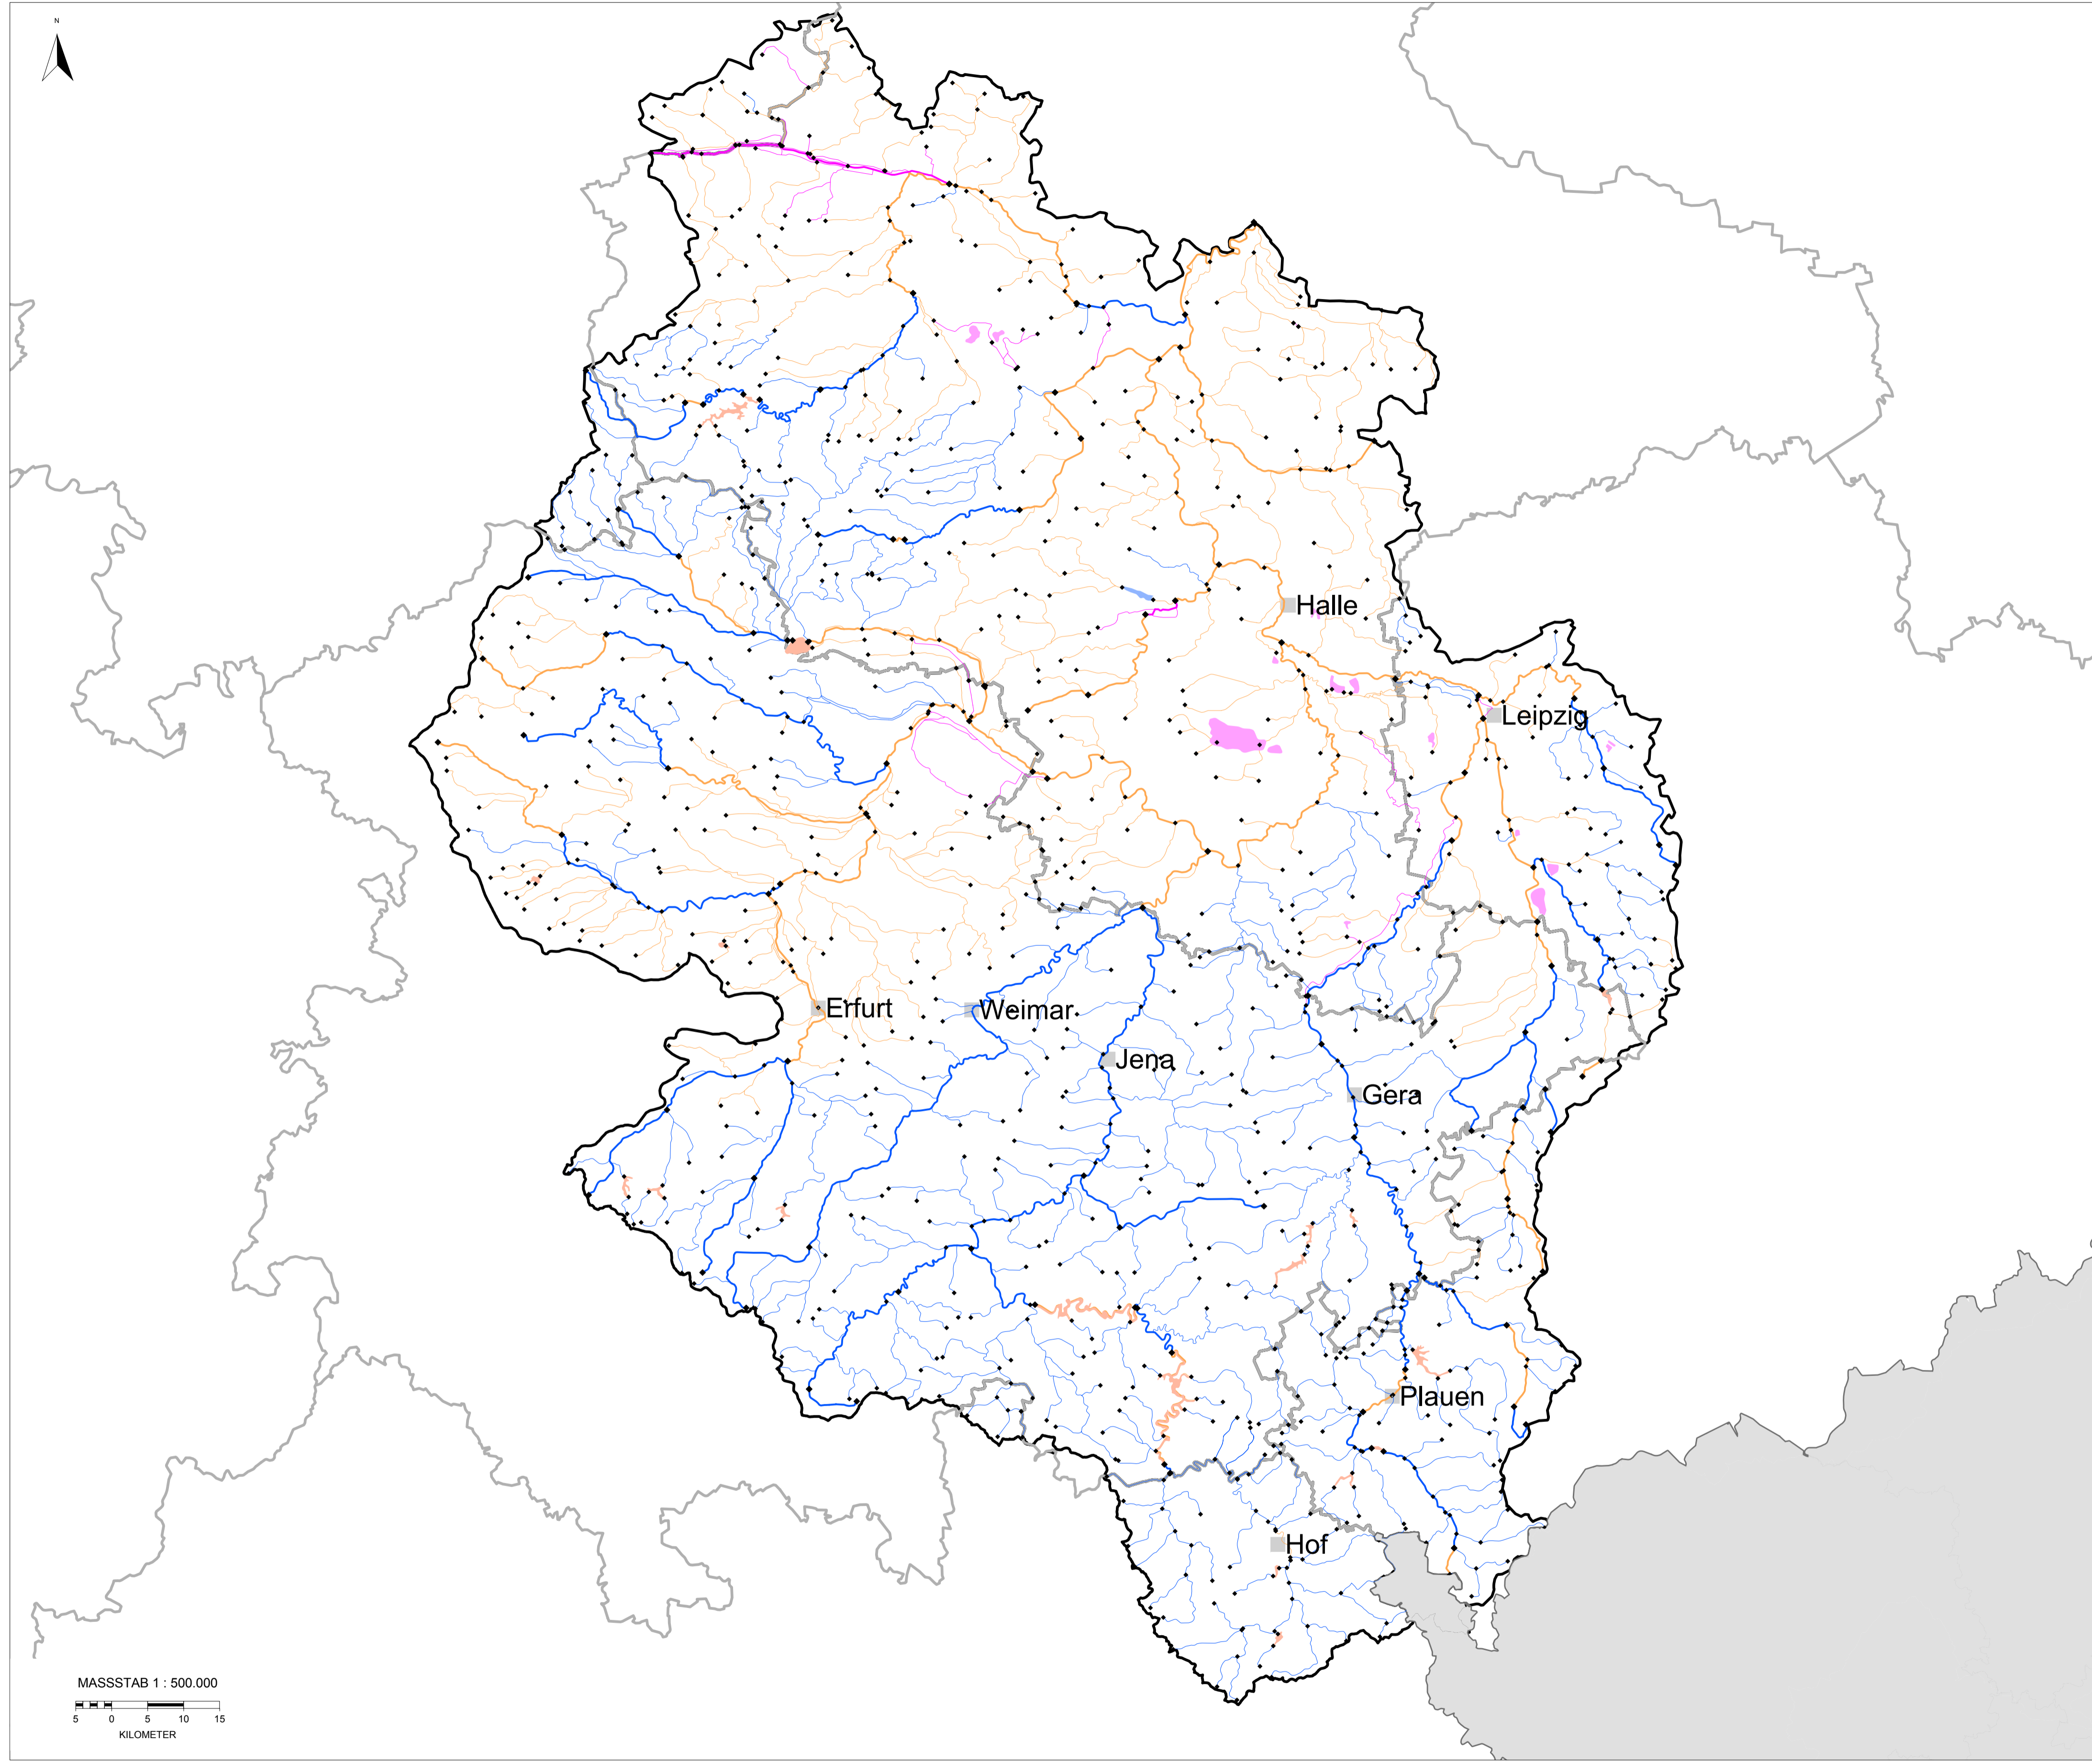 N
Halle
Leipzig
Erfurt
Weimar
Jena
Gera
Plauen
Hof
MASSSTAB 1 : 500.000
5 0 5 10 15
KILOMETER